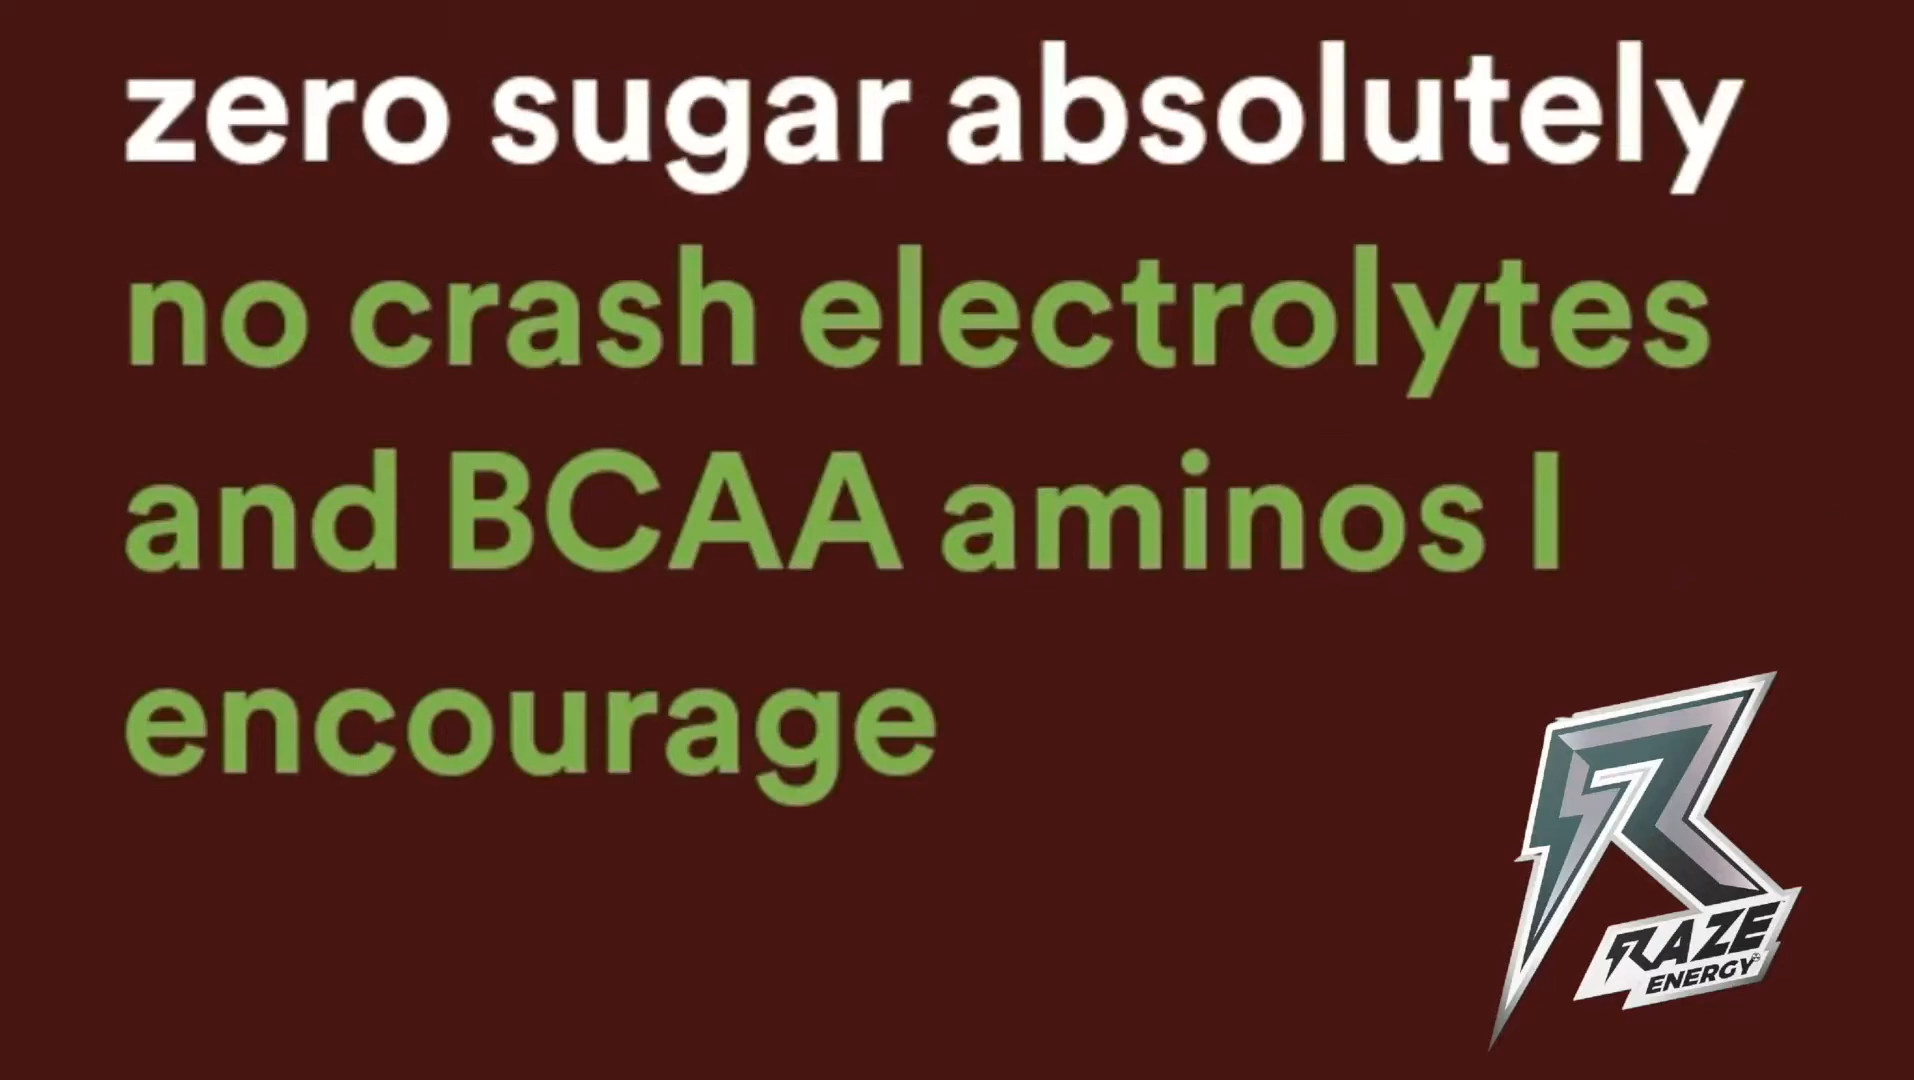 zero sugar absolutely
no crash electrolytes
and BCAA aminos I
encourage
RAZE
ENERGY